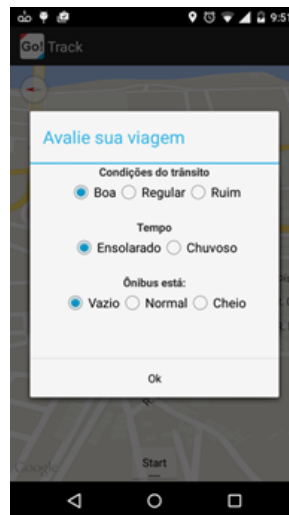 9:51
Go! Track
Avalie sua viagem
Condições do trânsito
Boa Regular Ruim
Tempo
Ensolarado Chuvoso
Ônibus está:
Vazio Normal Cheio
Ok
Google
Start